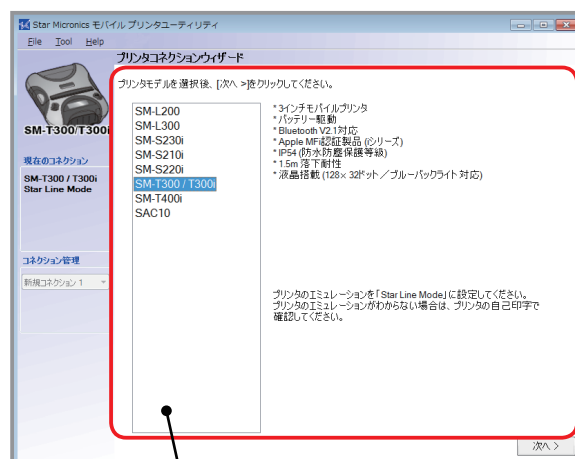 Star Micronics モバイル プリンタユーティリティ
File Tool Help
プリンタコネクションウィザード
プリンタモデルを選択後、[次へ >]をクリックしてください。
SM-L200
SM-L300
SM-S230i
SM-S210i
SM-S220i
SM-T300 / T300i
SM-T400i
SAC10
* 3インチモバイルプリンタ
* バッテリー駆動
* Bluetooth V2.1対応
* Apple MFi認証製品 (iシリーズ)
* IP54 (防水防塵保護等級)
* 1.5m 落下耐性
* 液晶搭載 (128× 32ドット／ブルーバックライト 対応)
プリンタのエミュレーションを「Star Line Mode」に設定してください。
プリンタのエミュレーションがわからない場合は、プリンタの自己印字で
確認してください。
SM-T300/T300i
現在のコネクション
SM-T300 / T300i
Star Line Mode
コネクション管理
新規コネクション 1
次へ >